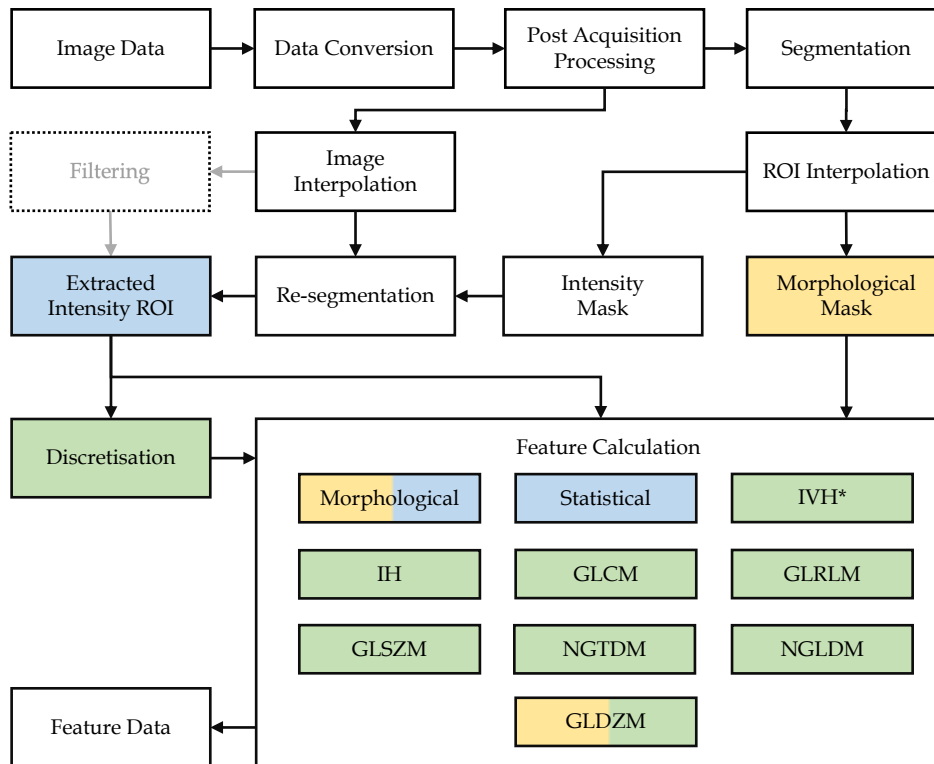 Image Data
Data Conversion
Post Acquisition
Processing
Segmentation
Filtering
Image
Interpolation
ROI Interpolation
Extracted
Intensity ROI
Re-segmentation
Intensity
Mask
Morphological
Mask
Discretisation
Feature Calculation
Morphological
Statistical
IVH*
IH
GLCM
GLRLM
GLSZM
NGTDM
NGLDM
GLDZM
Feature Data